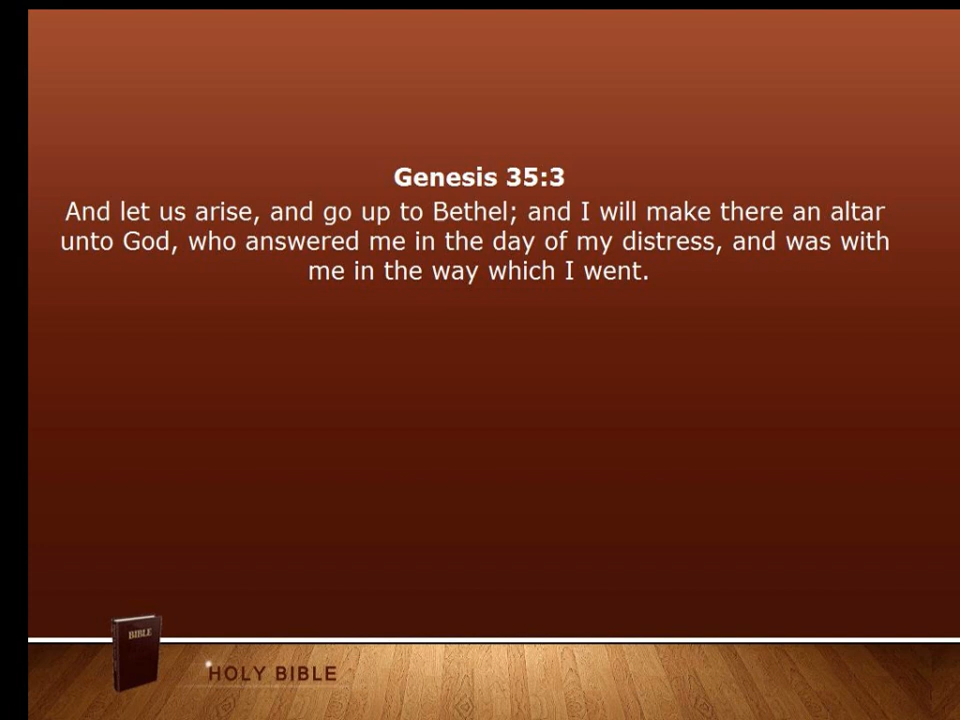 Genesis 35:3
And let us arise, and go up to Bethel; and I will make there an altar
unto God, who answered me in the day of my distress, and was with
me in the way which I went.
BIBLE
HOLY BIBLE